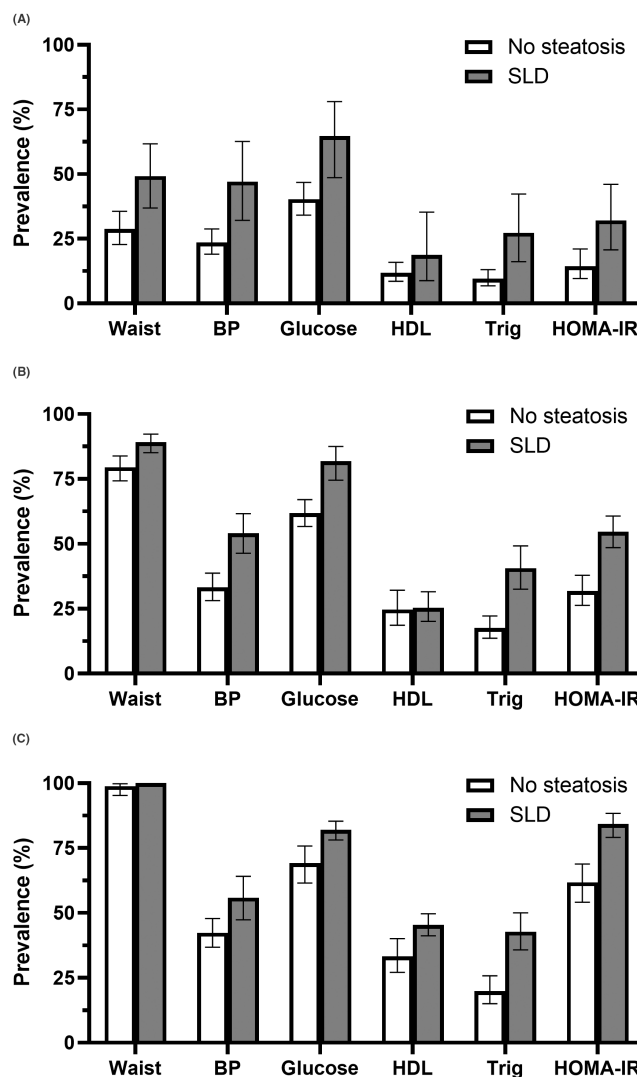 (A)
No steatosis
SLD
Prevalence (%)
100
75
50
25
0
Waist BP Glucose HDL Trig HOMA-IR
(B)
No steatosis
SLD
Prevalence (%)
100
75
50
25
0
Waist BP Glucose HDL Trig HOMA-IR
(C)
No steatosis
SLD
Prevalence (%)
100
75
50
25
0
Waist BP Glucose HDL Trig HOMA-IR